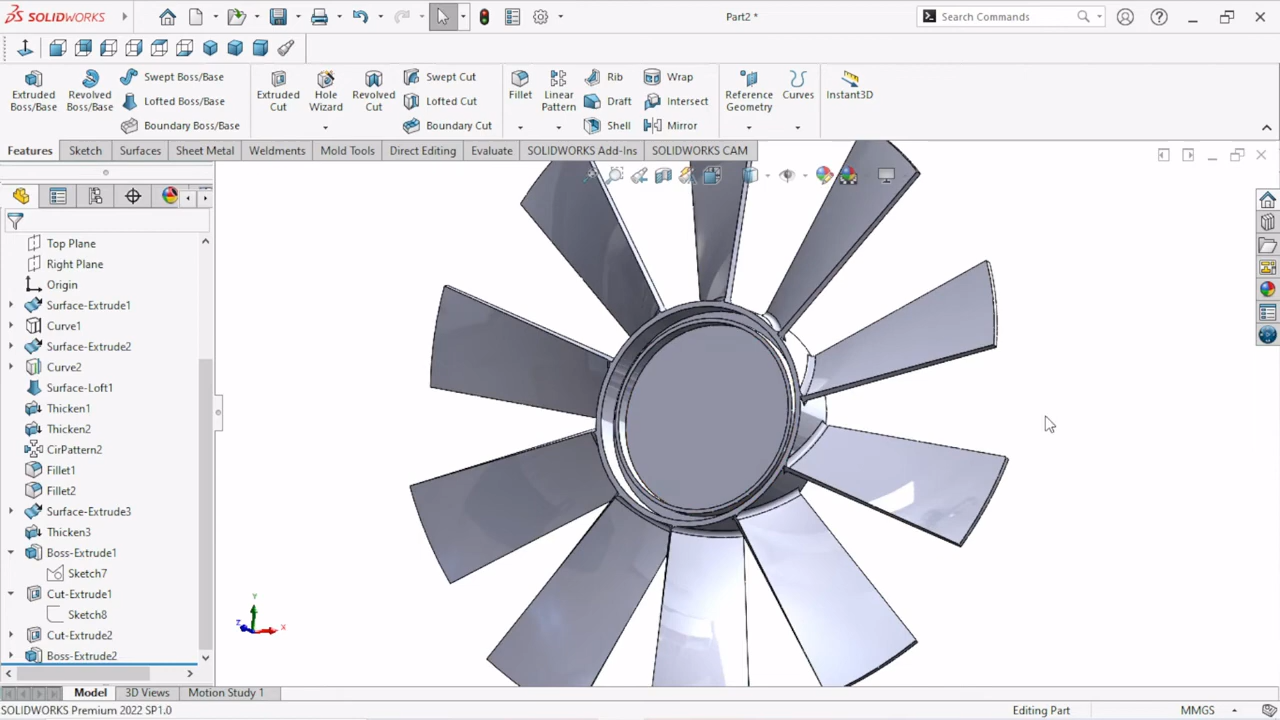 SOLIDWORKS
Part2 *
Search Commands
Extruded Boss/Base
Revolved Boss/Base
Swept Boss/Base
Lofted Boss/Base
Boundary Boss/Base
Extruded Cut
Hole Wizard
Revolved Cut
Swept Cut
Lofted Cut
Boundary Cut
Fillet
Linear Pattern
Rib
Draft
Shell
Wrap
Intersect
Mirror
Reference Geometry
Curves
Instant3D
Features
Sketch
Surfaces
Sheet Metal
Weldments
Mold Tools
Direct Editing
Evaluate
SOLIDWORKS Add-Ins
SOLIDWORKS CAM
Top Plane
Right Plane
Origin
Surface-Extrude1
Curve1
Surface-Extrude2
Curve2
Surface-Loft1
Thicken1
Thicken2
CirPattern2
Fillet1
Fillet2
Surface-Extrude3
Thicken3
Boss-Extrude1
Sketch7
Cut-Extrude1
Sketch8
Cut-Extrude2
Boss-Extrude2
Y
Z
X
Model
3D Views
Motion Study 1
SOLIDWORKS Premium 2022 SP1.0
Editing Part
MMGS